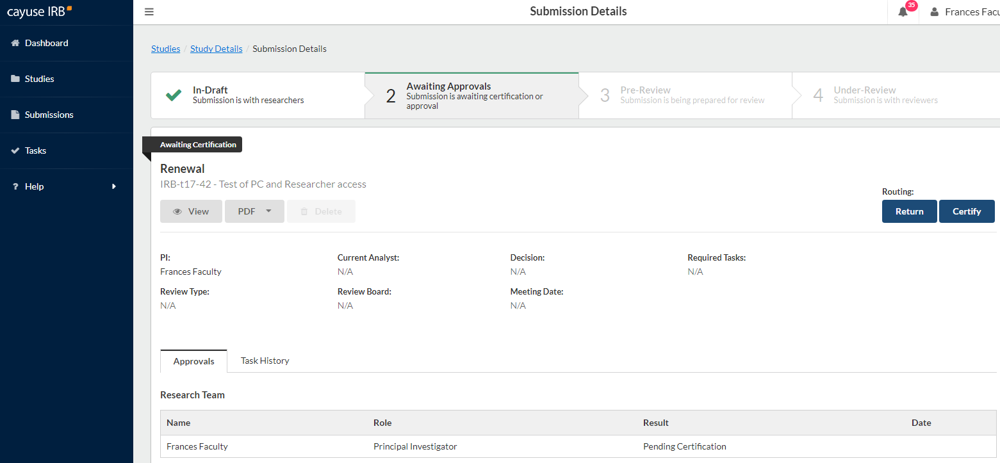 cayuse IRB
Submission Details
35
Frances Facu
Dashboard
Studies
Submissions
Tasks
? Help
Studies / Study Details / Submission Details
In-Draft
Submission is with researchers
2
Awaiting Approvals
Submission is awaiting certification or
approval
3
Pre-Review
Submission is being prepared for review
4
Under-Review
Submission is with reviewers
Awaiting Certification
Renewal
IRB-t17-42 - Test of PC and Researcher access
View
PDF
Delete
Routing:
Return
Certify
PI:
Frances Faculty
Current Analyst:
N/A
Decision:
N/A
Required Tasks:
N/A
Review Type:
N/A
Review Board:
N/A
Meeting Date:
N/A
Approvals
Task History
Research Team
Name Role Result Date
Frances Faculty Principal Investigator Pending Certification